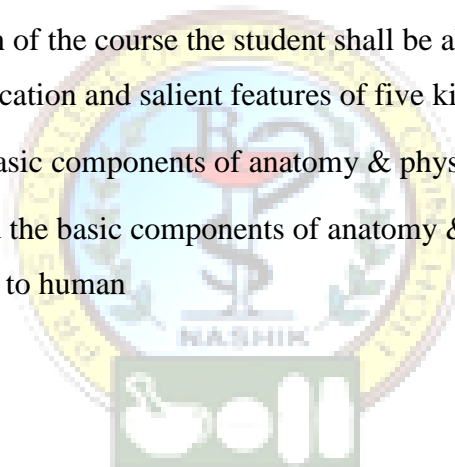 n of the course the student shall be a
cation and salient features of five ki
asic components of anatomy & phys
the basic components of anatomy &
to human
NASHIK